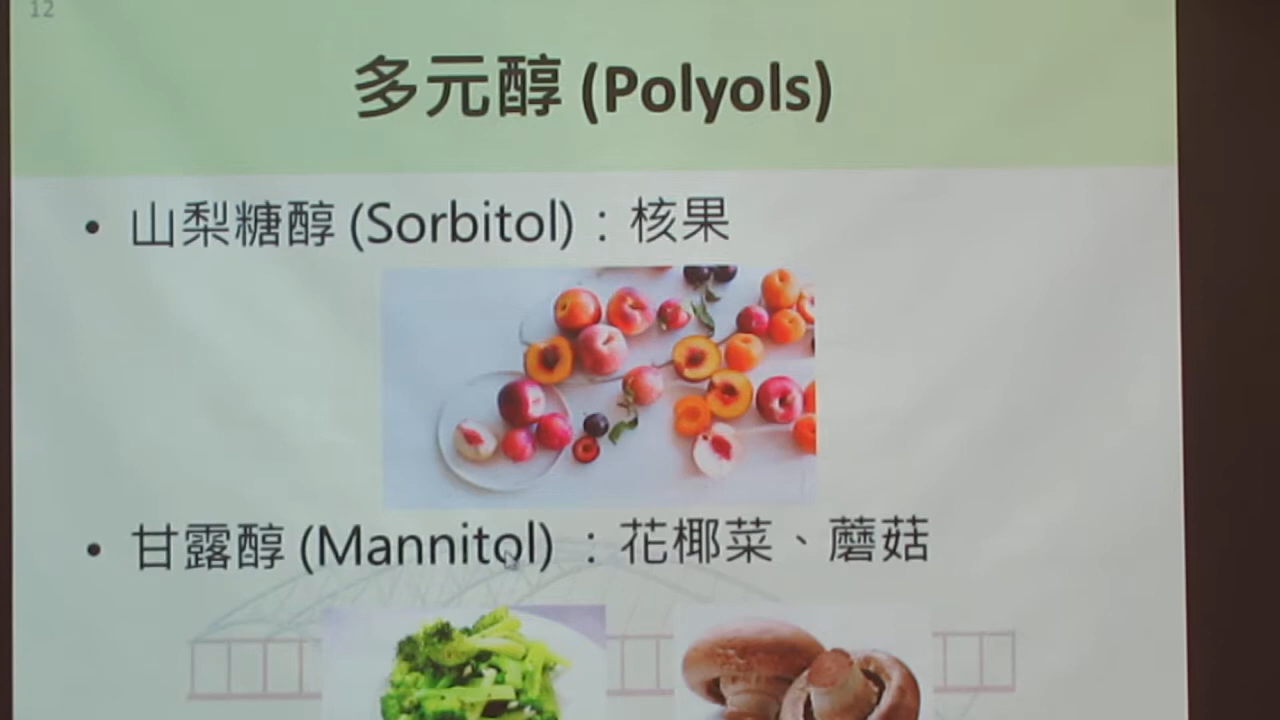 12
多元醇 (Polyols)
• 山梨糖醇 (Sorbitol)：核果
• 甘露醇 (Mannitol) ：花椰菜、蘑菇